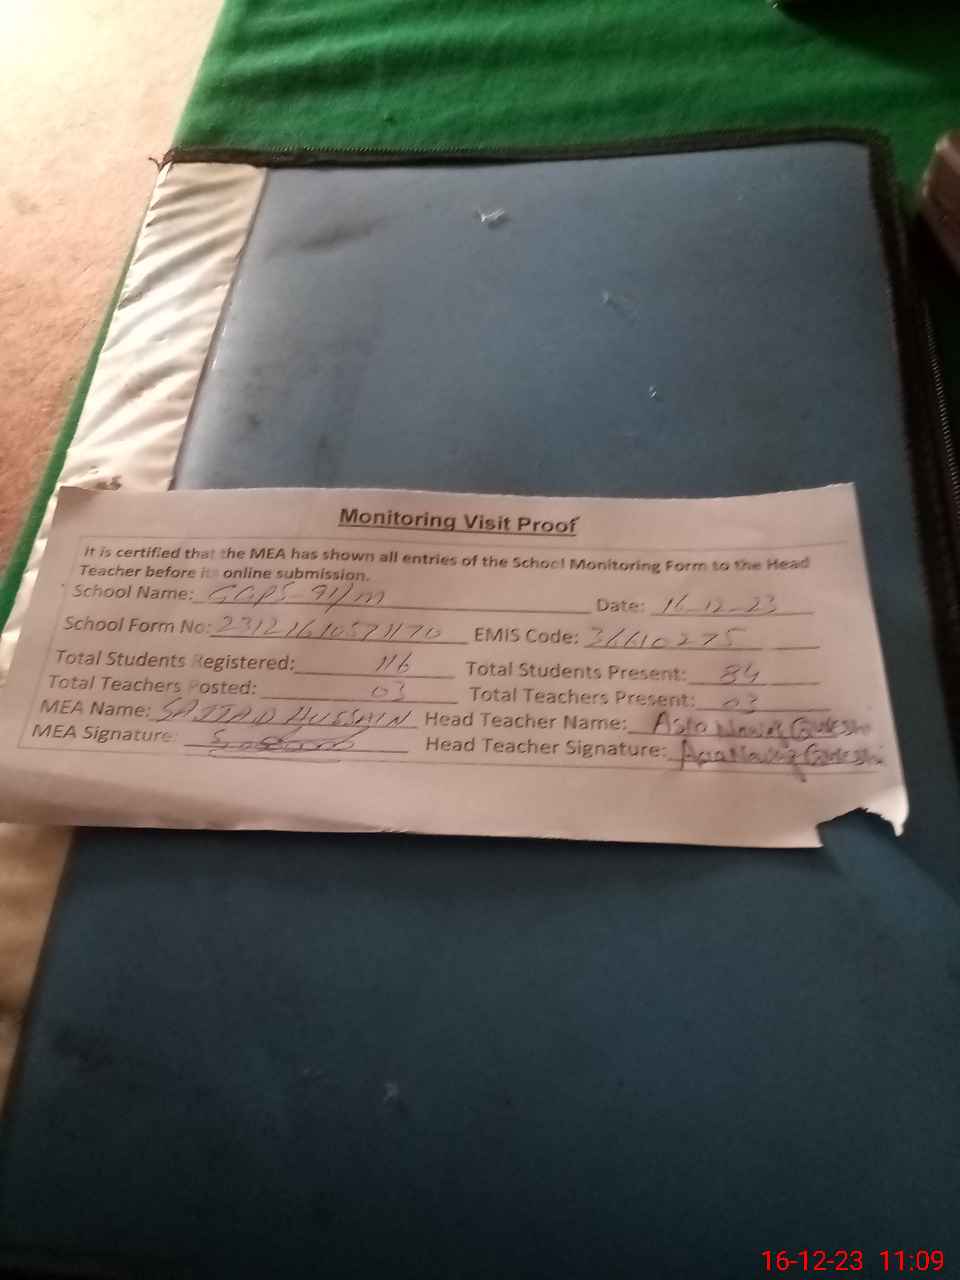 Monitoring Visit Proof
It is certified that the MEA has shown all entries of the School Monitoring Form to the Head
Teacher before its online submission.
School Name: GGPS 91/m Date: 16-12-23
School Form No: EMIS Code: 36610275
Total Students Registered: 116 Total Students Present: 84
Total Teachers Posted: 03 Total Teachers Present: 03
MEA Name: SAJJAD HUSSAIN Head Teacher Name:
MEA Signature: Head Teacher Signature:
16-12-23 11:09